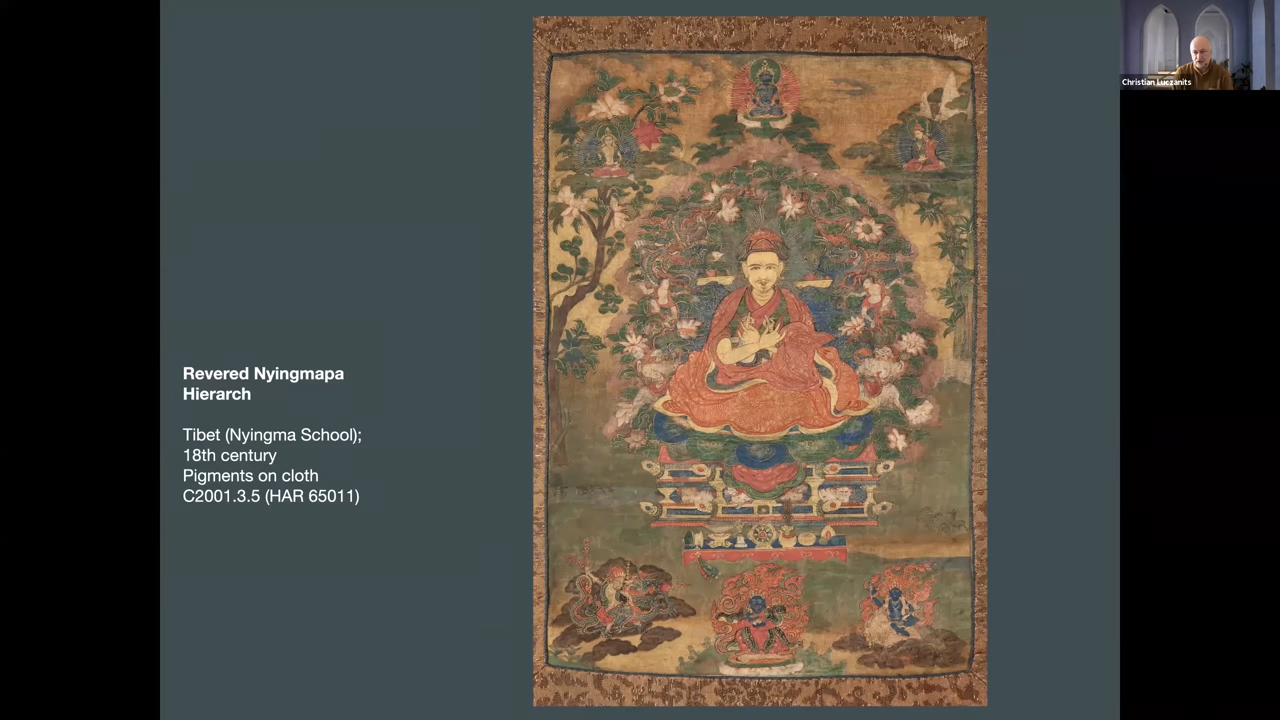 Christian Luczanits
Revered Nyingmapa
Hierarch
Tibet (Nyingma School);
18th century
Pigments on cloth
C2001.3.5 (HAR 65011)